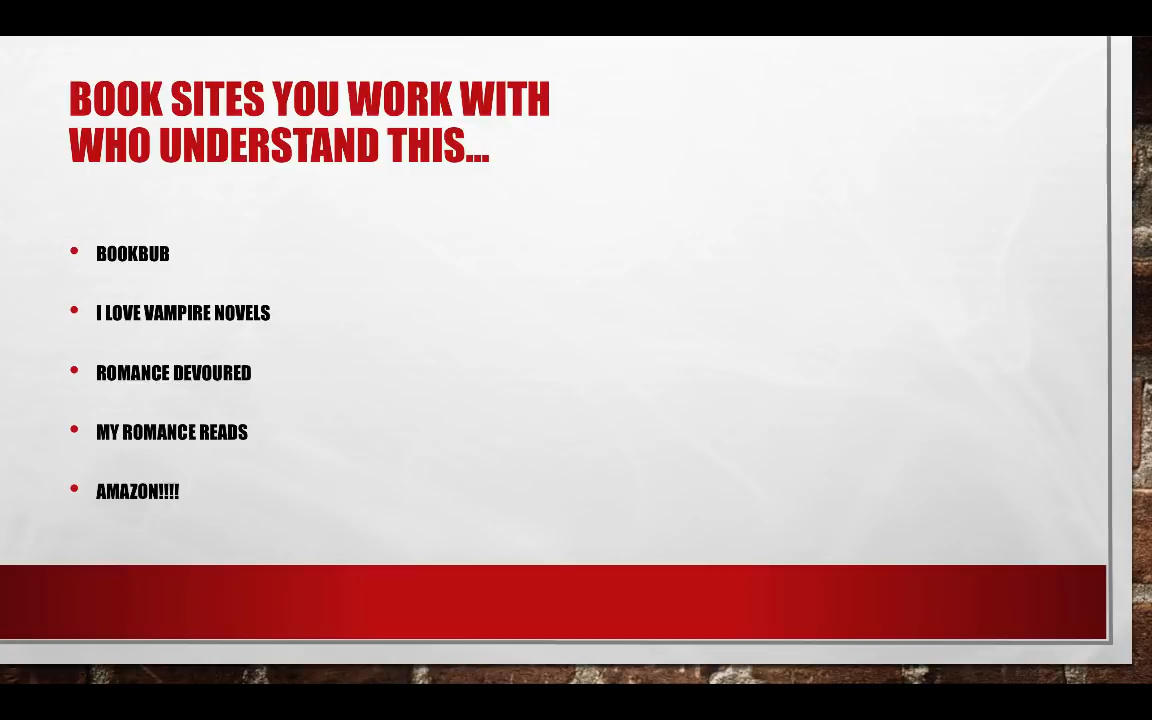 BOOK SITES YOU WORK WITH
WHO UNDERSTAND THIS...
• BOOKBUB
• I LOVE VAMPIRE NOVELS
• ROMANCE DEVOURED
• MY ROMANCE READS
• AMAZON!!!!